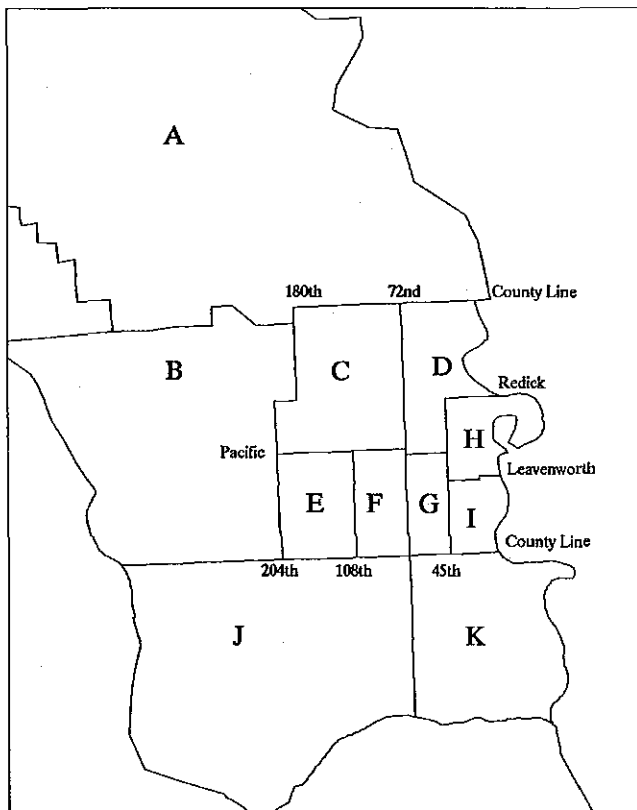 A
180th 72nd County Line
B C D
Redick
H
Pacific
Leavenworth
E F G I
County Line
204th 108th 45th
J K